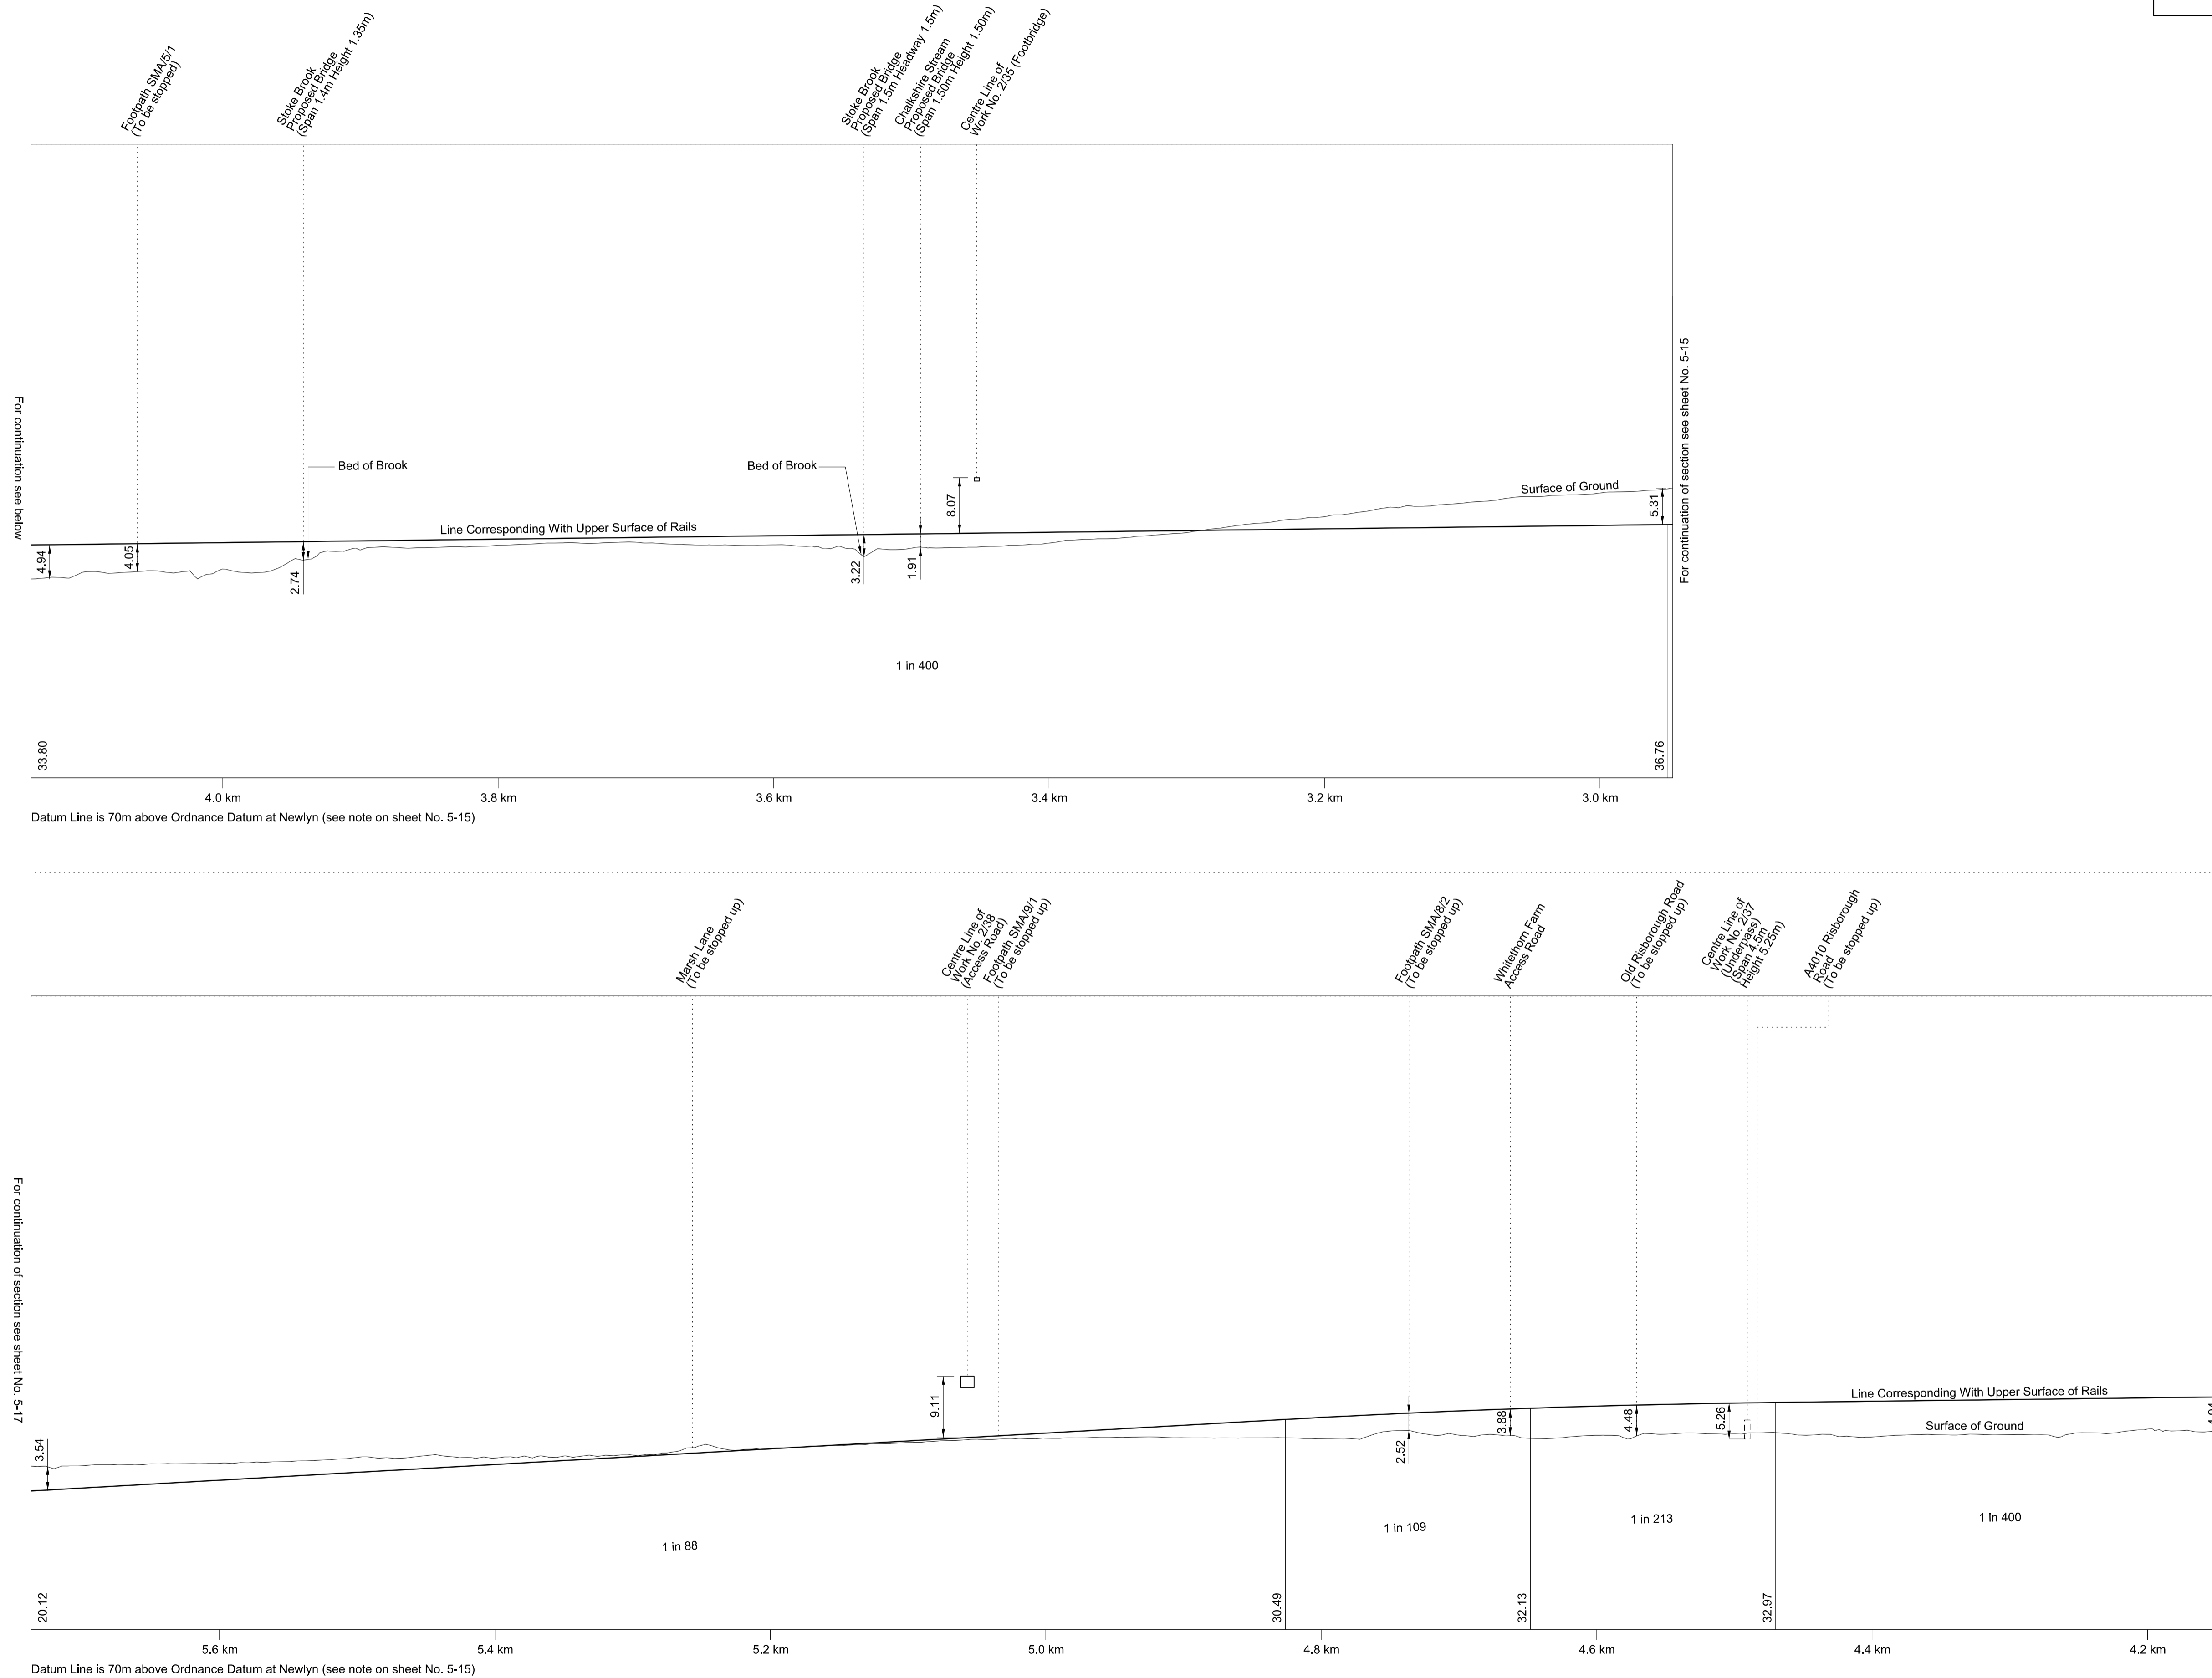 Footpath SMA/5/1
(To be stopped)
Stoke Brook
Proposed Bridge
(Span 1.4m Height 1.35m)
Stoke Brook
Proposed Bridge
(Span 1.5m Headway 1.5m)
Chalkshire Stream
Proposed Bridge
(Span 1.50m Height 1.50m)
Centre Line of
Work No. 2/35 (Footbridge)
For continuation see below
Bed of Brook
Bed of Brook
8.07
Surface of Ground
5.31
For continuation of section see sheet No. 5-15
Line Corresponding With Upper Surface of Rails
4.94
4.05
2.74
3.22
1.91
1 in 400
33.80
36.76
4.0 km
3.8 km
3.6 km
3.4 km
3.2 km
3.0 km
Datum Line is 70m above Ordnance Datum at Newlyn (see note on sheet No. 5-15)
Marsh Lane
(To be stopped up)
Centre Line of
Work No. 2/38
(Access Road)
Footpath SMA/9/1
(To be stopped up)
Footpath SMA/8/2
(To be stopped up)
Whitethorn Farm
Access Road
Old Risborough Road
(To be stopped up)
Centre Line of
Work No. 2/37
(Underpass)
(Span 4.5m
Height 5.25m)
A4010 Risborough
Road
(To be stopped up)
For continuation of section see sheet No. 5-17
9.11
Line Corresponding With Upper Surface of Rails
3.54
2.52
3.88
4.48
5.26
Surface of Ground
1 in 88
1 in 109
1 in 213
1 in 400
20.12
30.49
32.13
32.97
5.6 km
5.4 km
5.2 km
5.0 km
4.8 km
4.6 km
4.4 km
4.2 km
Datum Line is 70m above Ordnance Datum at Newlyn (see note on sheet No. 5-15)